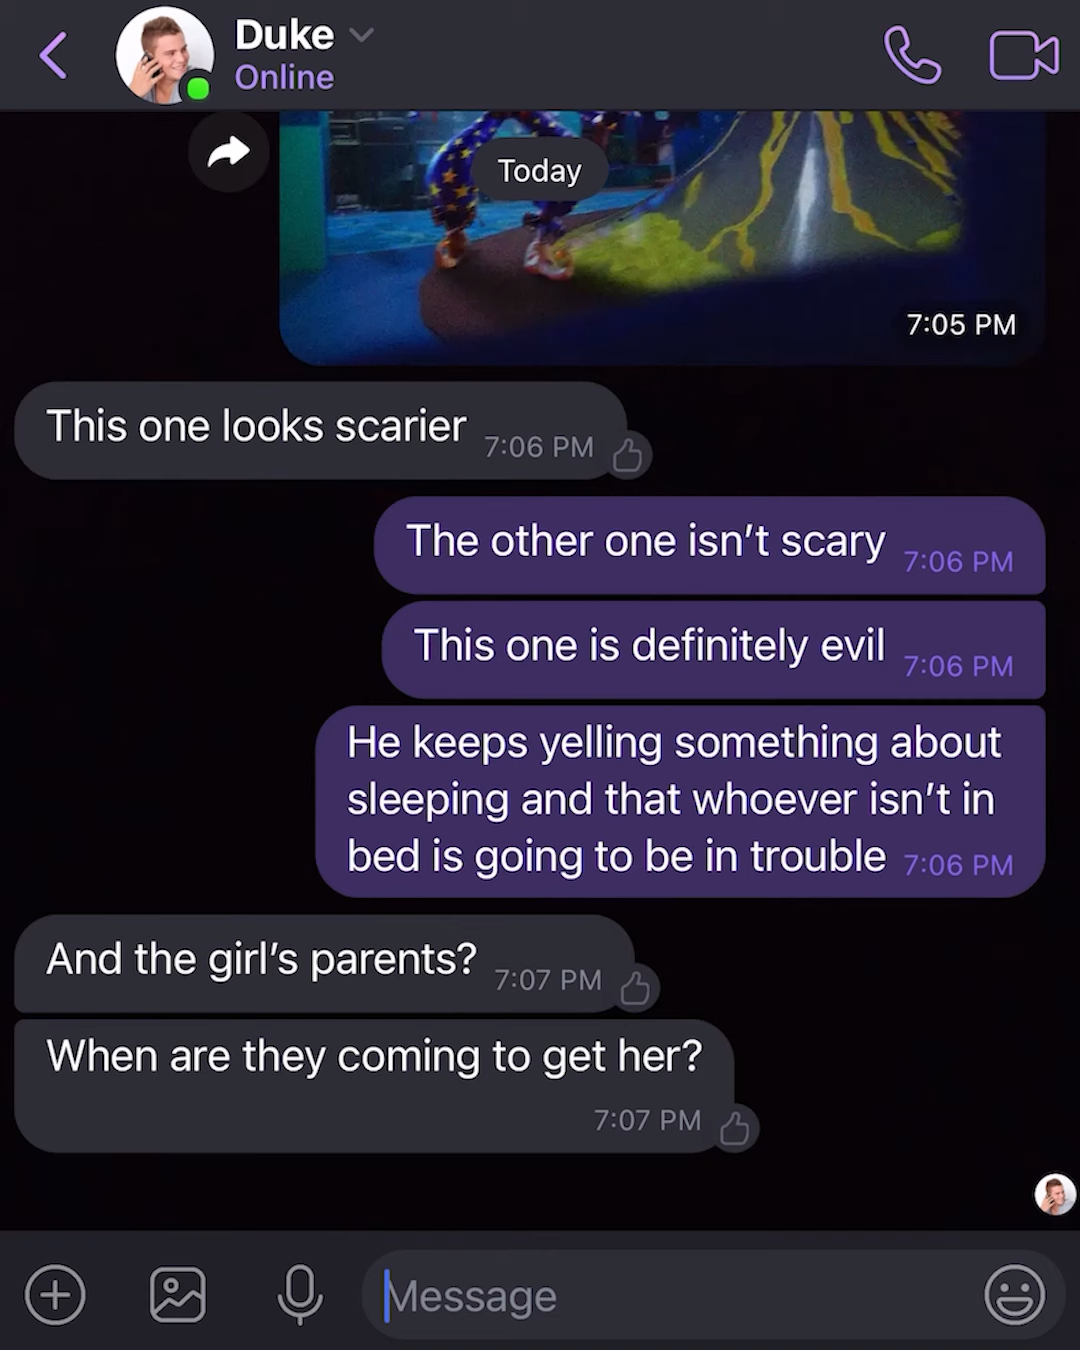 Duke
Online
Today
7:05 PM
This one looks scarier 7:06 PM
The other one isn’t scary 7:06 PM
This one is definitely evil 7:06 PM
He keeps yelling something about
sleeping and that whoever isn’t in
bed is going to be in trouble 7:06 PM
And the girl’s parents? 7:07 PM
When are they coming to get her?
7:07 PM
Message